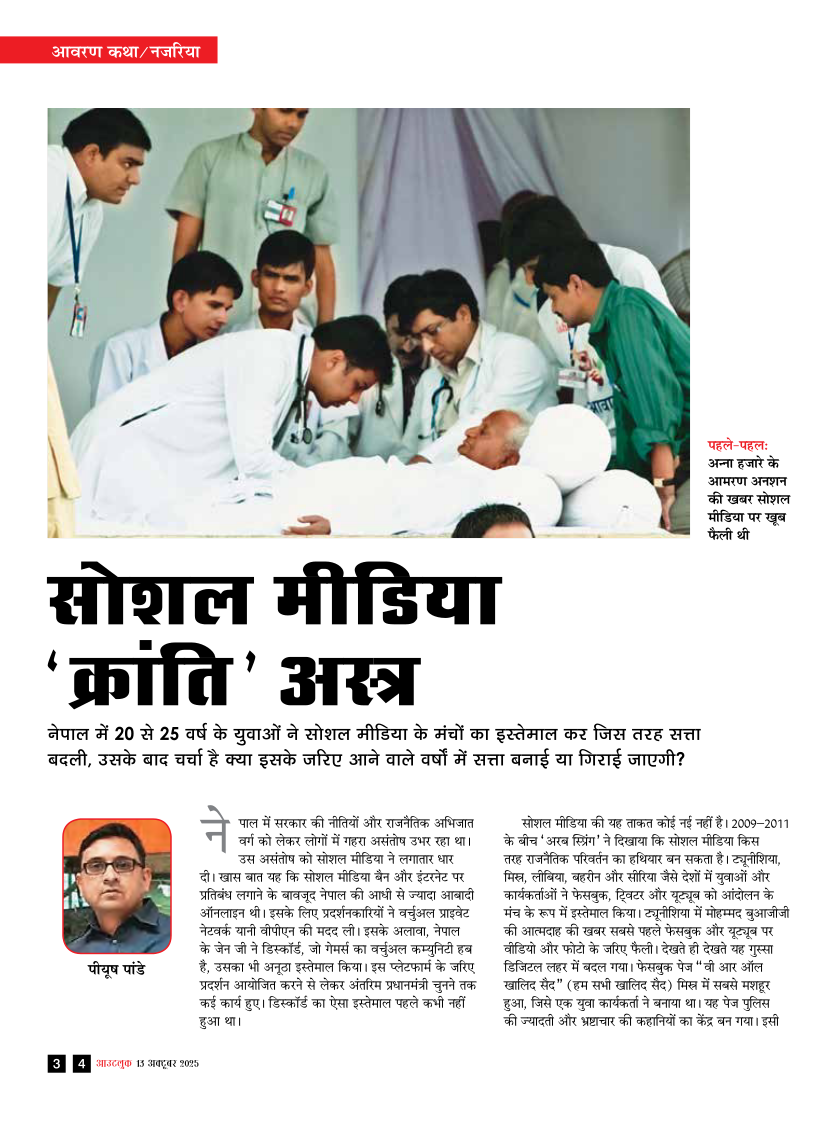 आवरण कथा/नजरिया
पहले-पहल:
अन्ना हजारे के
आमरण अनशन
की खबर सोशल
मीडिया पर खूब
फैली थी
सोशल मीडिया
‘क्रांति’ अस्त्र
नेपाल में 20 से 25 वर्ष के युवाओं ने सोशल मीडिया के मंचों का इस्तेमाल कर जिस तरह सत्ता
बदली, उसके बाद चर्चा है क्या इसके जरिए आने वाले वर्षों में सत्ता बनाई या गिराई जाएगी?
पीयूष पांडे
नेपाल में सरकार की नीतियों और राजनैतिक अभिजात
वर्ग को लेकर लोगों में गहरा असंतोष उभर रहा था।
उस असंतोष को सोशल मीडिया ने लगातार धार
दी। खास बात यह कि सोशल मीडिया बैन और इंटरनेट पर
प्रतिबंध लगाने के बावजूद नेपाल की आधी से ज्यादा आबादी
ऑनलाइन थी। इसके लिए प्रदर्शनकारियों ने वर्चुअल प्राइवेट
नेटवर्क यानी वीपीएन की मदद ली। इसके अलावा, नेपाल
के जेन जी ने डिस्कॉर्ड, जो गेमर्स का वर्चुअल कम्युनिटी हब
है, उसका भी अनूठा इस्तेमाल किया। इस प्लेटफार्म के जरिए
प्रदर्शन आयोजित करने से लेकर अंतरिम प्रधानमंत्री चुनने तक
कई कार्य हुए। डिस्कॉर्ड का ऐसा इस्तेमाल पहले कभी नहीं
हुआ था।
सोशल मीडिया की यह ताकत कोई नई नहीं है। 2009–2011
के बीच ‘अरब स्प्रिंग’ ने दिखाया कि सोशल मीडिया किस
तरह राजनैतिक परिवर्तन का हथियार बन सकता है। ट्यूनीशिया,
मिस्र, लीबिया, बहरीन और सीरिया जैसे देशों में युवाओं और
कार्यकर्ताओं ने फेसबुक, ट्विटर और यूट्यूब को आंदोलन के
मंच के रूप में इस्तेमाल किया। ट्यूनीशिया में मोहम्मद बुआजीजी
की आत्मदाह की खबर सबसे पहले फेसबुक और यूट्यूब पर
वीडियो और फोटो के जरिए फैली। देखते ही देखते यह गुस्सा
डिजिटल लहर में बदल गया। फेसबुक पेज “वी आर ऑल
खालिद सैद” (हम सभी खालिद सैद) मिस्र में सबसे मशहूर
हुआ, जिसे एक युवा कार्यकर्ता ने बनाया था। यह पेज पुलिस
की ज्यादती और भ्रष्टाचार की कहानियों का केंद्र बन गया। इसी
3 4 आउटलुक 13 अक्टूबर 2025